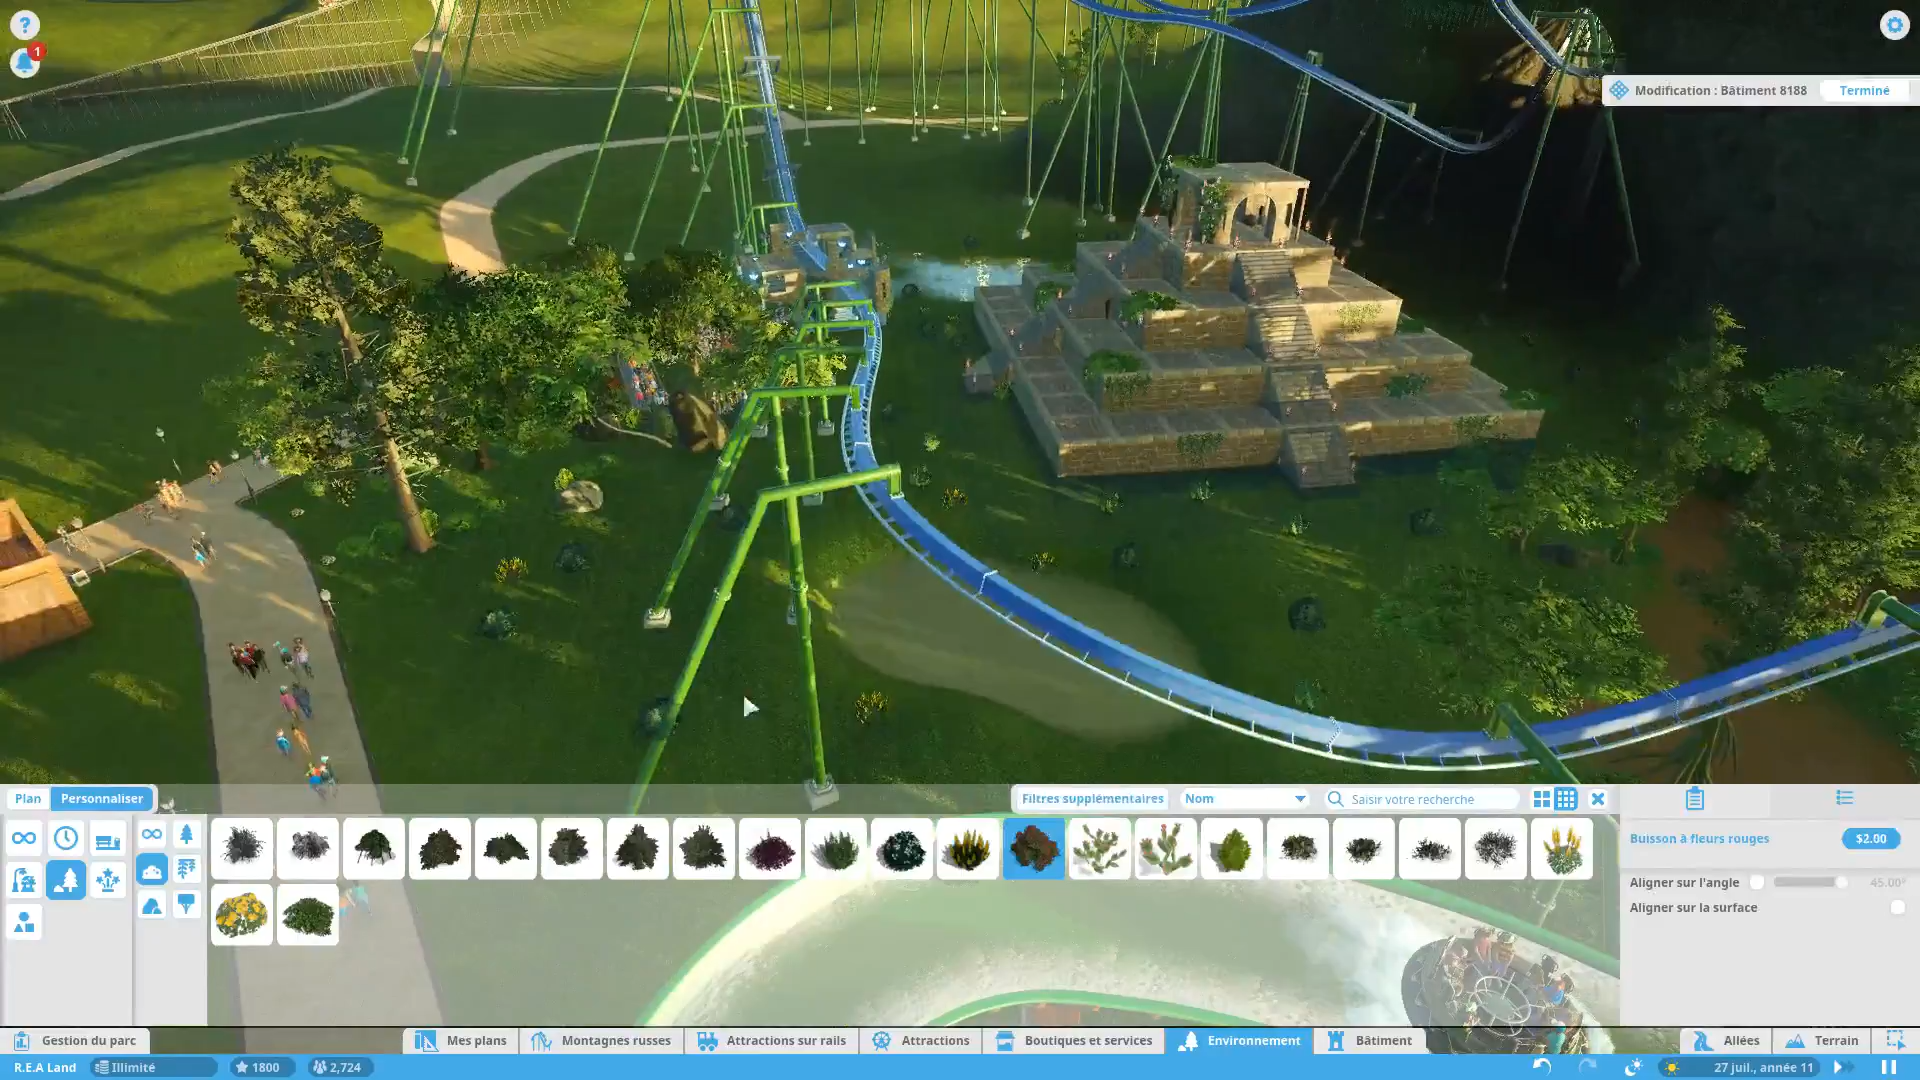 ?
1
Modification : Bâtiment 8188
Terminé
Plan
Personnaliser
Filtres supplémentaires
Nom
Saisir votre recherche
Buisson à fleurs rouges
$2.00
Aligner sur l'angle
45.00°
Aligner sur la surface
Gestion du parc
Mes plans
Montagnes russes
Attractions sur rails
Attractions
Boutiques et services
Environnement
Bâtiment
Allées
Terrain
R.E.A Land
Illimité
1800
2,724
27 juil., année 11